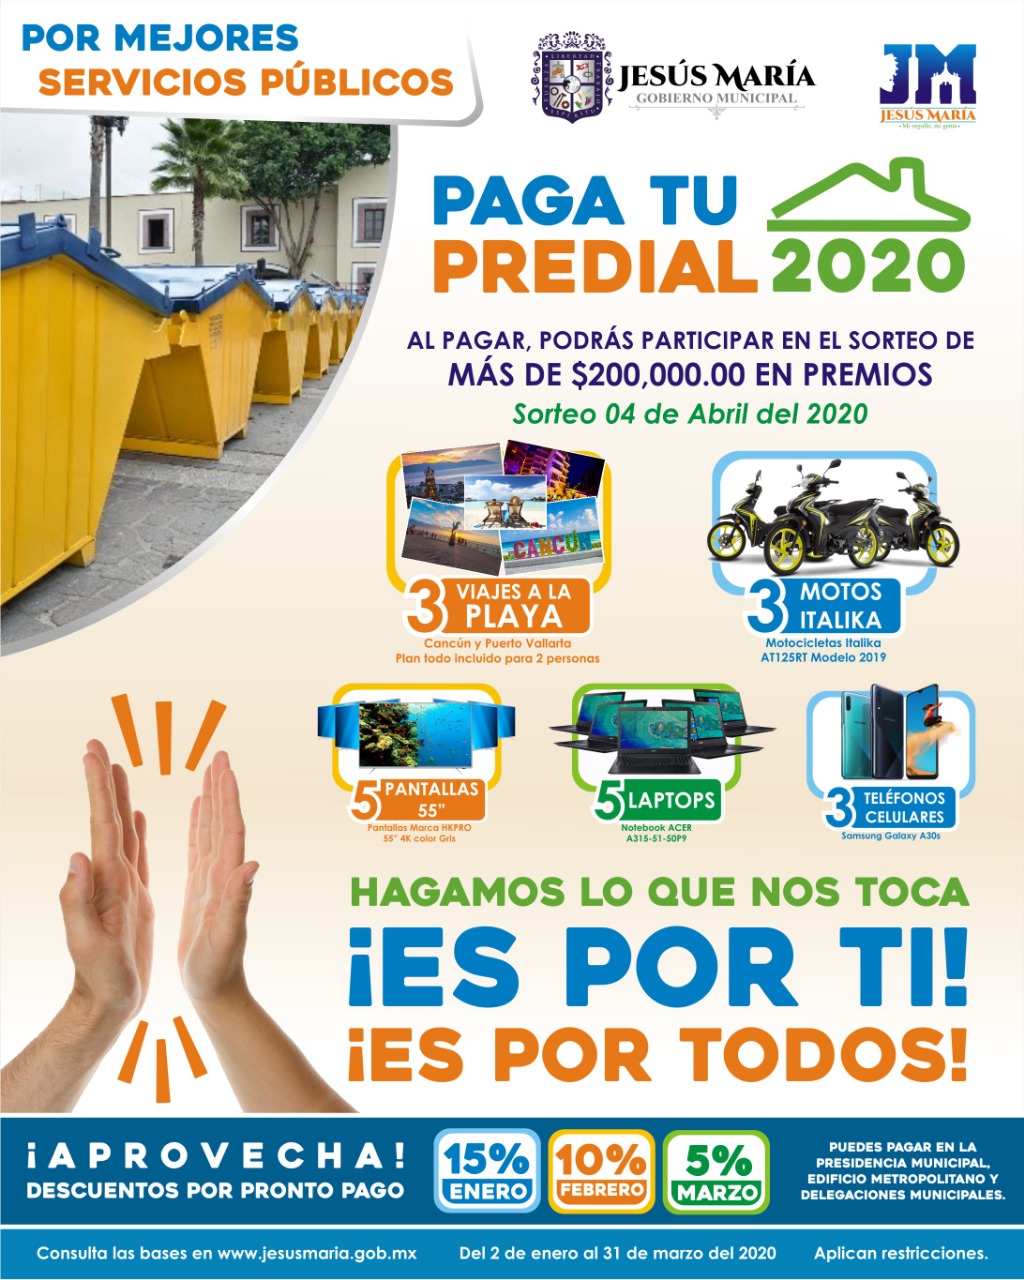 POR MEJORES
SERVICIOS PÚBLICOS
JESÚS MARÍA
GOBIERNO MUNICIPAL
JM
JESÚS MARÍA
• Mi orgullo, mi gente •
PAGA TU
PREDIAL 2020
AL PAGAR, PODRÁS PARTICIPAR EN EL SORTEO DE
MÁS DE $200,000.00 EN PREMIOS
Sorteo 04 de Abril del 2020
CANCÚN
3 VIAJES A LA
PLAYA
Cancún y Puerto Vallarta
Plan todo incluido para 2 personas
3 MOTOS
ITALIKA
Motocicletas Italika
AT125RT Modelo 2019
5 PANTALLAS
55”
Pantallas Marca HKPRO
55” 4K color Gris
5 LAPTOPS
Notebook ACER
A315-51-50P9
3 TELÉFONOS
CELULARES
Samsung Galaxy A30s
HAGAMOS LO QUE NOS TOCA
¡ES POR TI!
¡ES POR TODOS!
¡APROVECHA!
DESCUENTOS POR PRONTO PAGO
15%
ENERO
10%
FEBRERO
5%
MARZO
PUEDES PAGAR EN LA
PRESIDENCIA MUNICIPAL,
EDIFICIO METROPOLITANO Y
DELEGACIONES MUNICIPALES.
Consulta las bases en www.jesusmaria.gob.mx Del 2 de enero al 31 de marzo del 2020 Aplican restricciones.